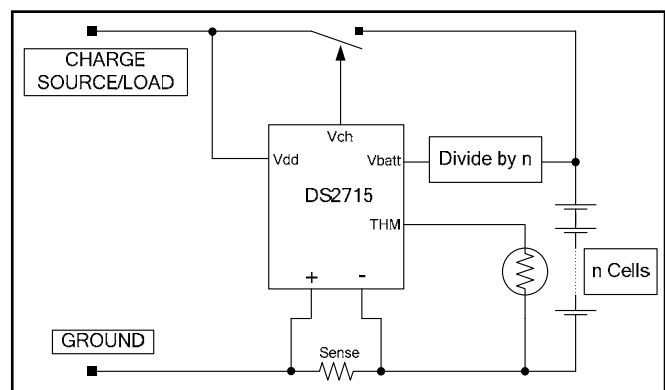 CHARGE
SOURCE/LOAD
Vch
Vdd
Vbatt
Divide by n
DS2715
THM
n Cells
+ -
GROUND
Sense